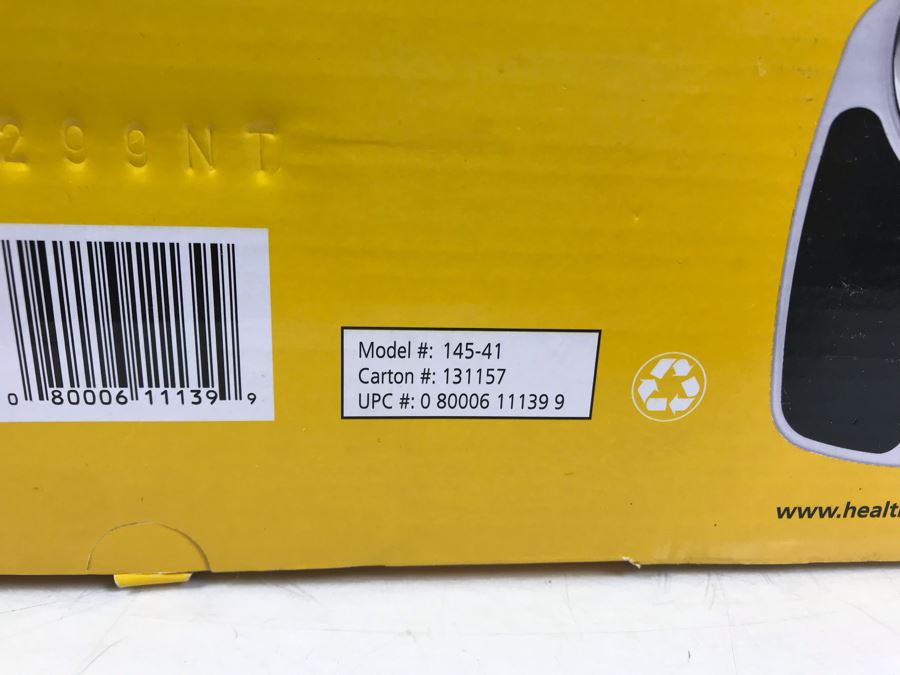 299NT
0 80006 11139 9
Model #: 145-41
Carton #: 131157
UPC #: 0 80006 11139 9
www.healt